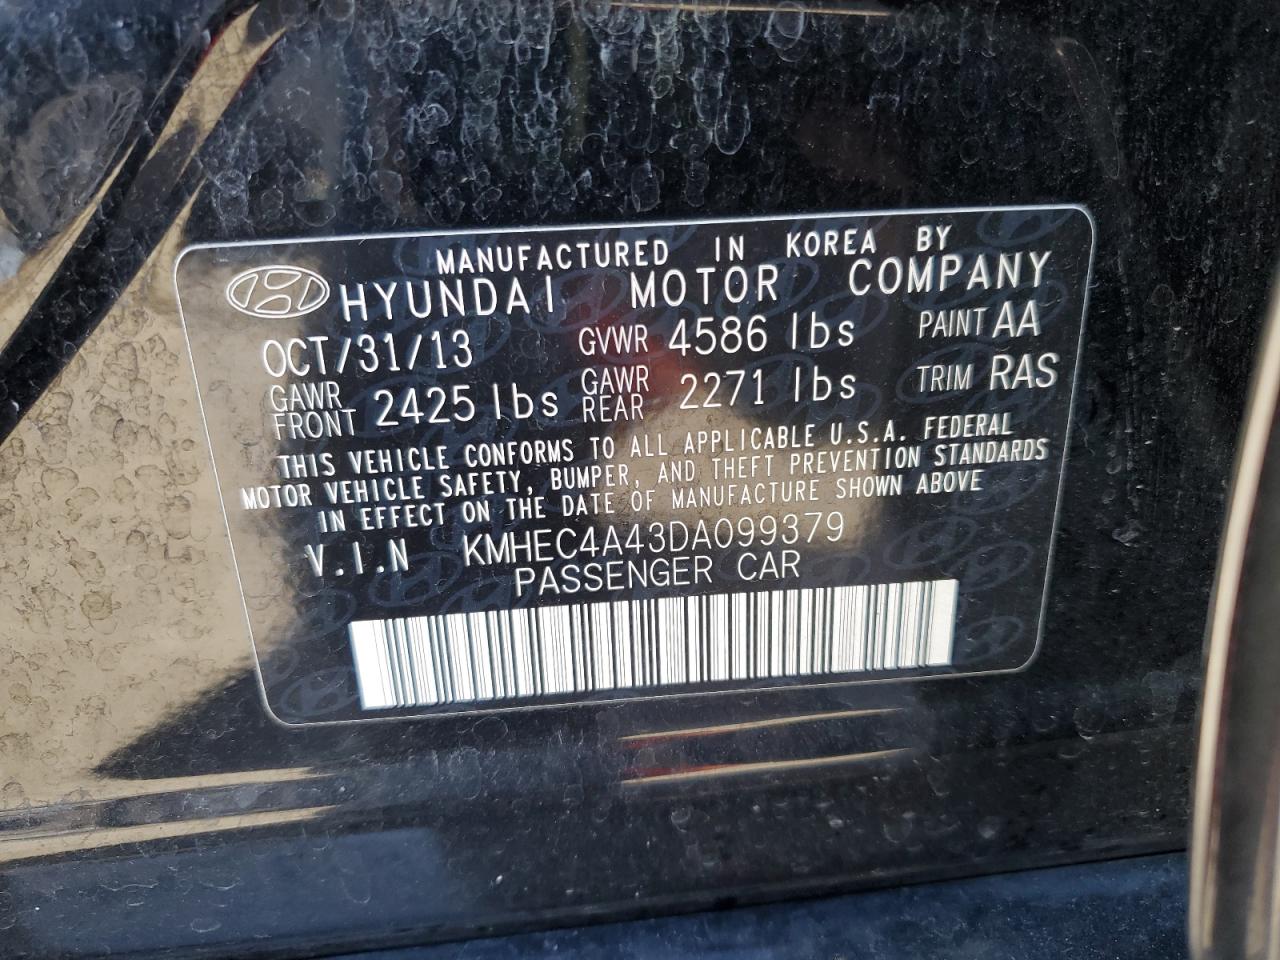 MANUFACTURED IN KOREA BY
HYUNDAI MOTOR COMPANY
OCT/31/13 GVWR 4586 lbs PAINT AA
GAWR FRONT 2425 lbs GAWR REAR 2271 lbs TRIM RAS
THIS VEHICLE CONFORMS TO ALL APPLICABLE U.S.A. FEDERAL
MOTOR VEHICLE SAFETY, BUMPER, AND THEFT PREVENTION STANDARDS
IN EFFECT ON THE DATE OF MANUFACTURE SHOWN ABOVE
V.I.N KMHEC4A43DA099379
PASSENGER CAR